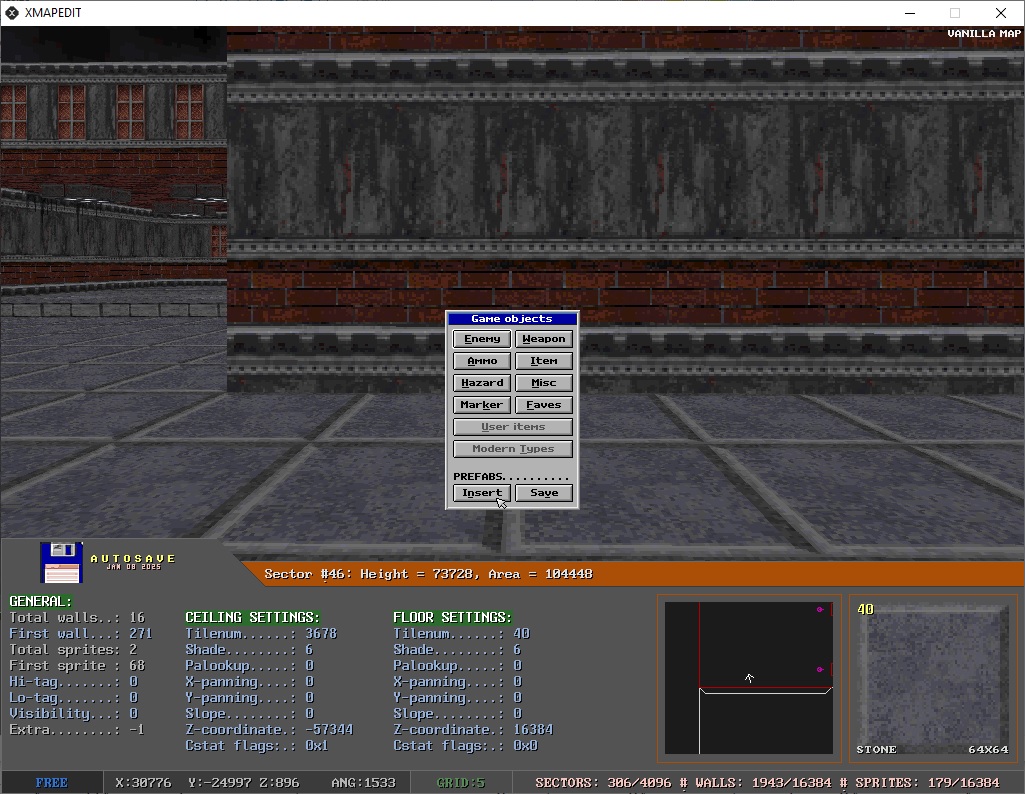 XMAPEDIT
VANILLA MAP
Game objects
Enemy Weapon
Ammo Item
Hazard Misc
Marker Faves
User items
Modern Types
PREFABS..........
Insert Save
AUTOSAVE
JAN 08 2025
Sector #46: Height = 73728, Area = 104448
GENERAL:
Total walls..: 16
First wall...: 271
Total sprites: 2
First sprite : 68
Hi-tag.......: 0
Lo-tag.......: 0
Visibility...: 0
Extra........: -1
CEILING SETTINGS:
Tilenum......: 3678
Shade........: 6
Palookup.....: 0
X-panning....: 0
Y-panning....: 0
Slope........: 0
Z-coordinate.: -57344
Cstat flags:.: 0x1
FLOOR SETTINGS:
Tilenum......: 40
Shade........: 6
Palookup.....: 0
X-panning....: 0
Y-panning....: 0
Slope........: 0
Z-coordinate.: 16384
Cstat flags:.: 0x0
40
STONE 64X64
FREE X:30776 Y:-24997 Z:896 ANG:1533 GRID:5 SECTORS: 306/4096 # WALLS: 1943/16384 # SPRITES: 179/16384